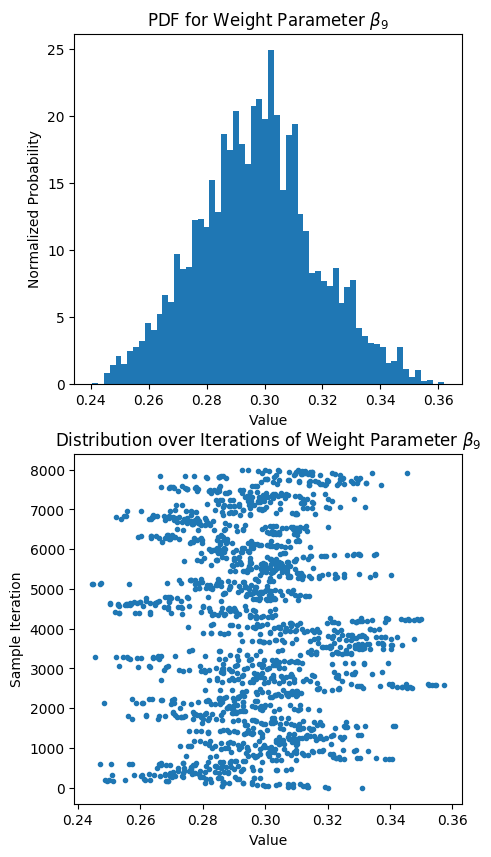 PDF for Weight Parameter β₉
Normalized Probability
25
20
15
10
5
0
0.24 0.26 0.28 0.30 0.32 0.34 0.36
Value
Distribution over Iterations of Weight Parameter β₉
Sample Iteration
8000
7000
6000
5000
4000
3000
2000
1000
0
0.24 0.26 0.28 0.30 0.32 0.34 0.36
Value